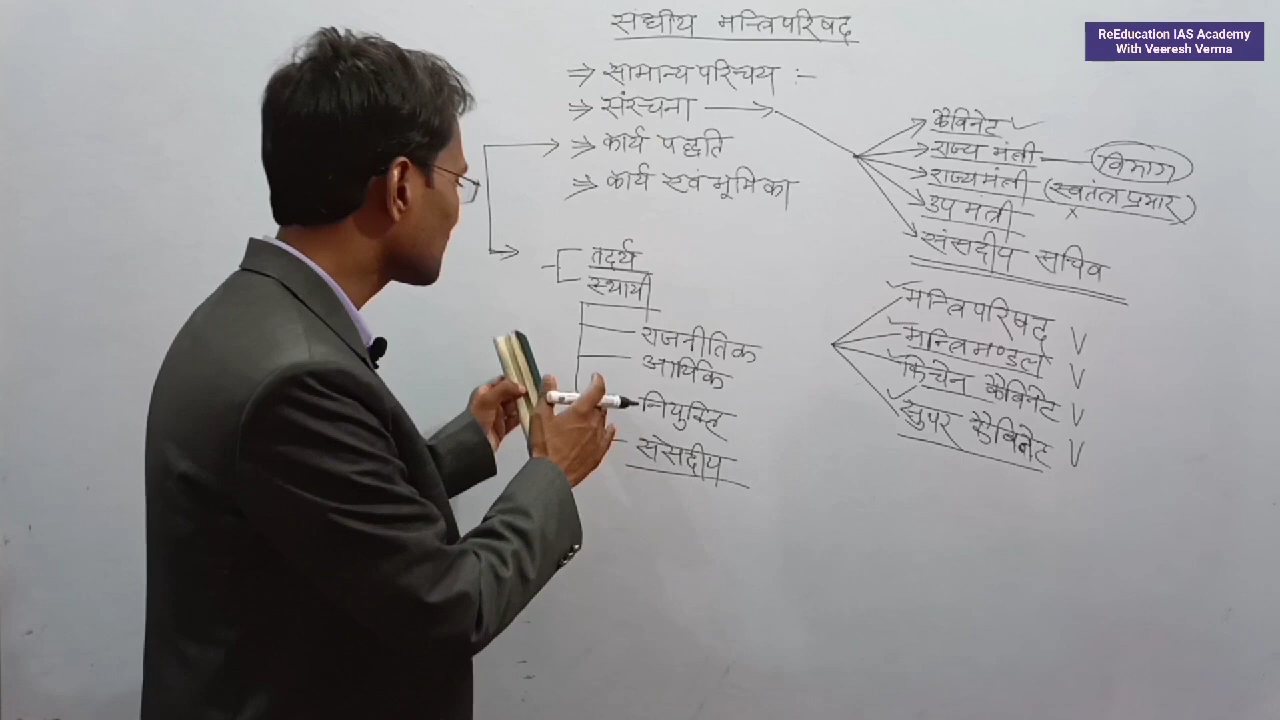 संघीय मन्त्रिपरिषद
ReEducation IAS Academy
With Veeresh Verma
⇒ सामान्य परिचय :-
⇒ संरचना
⇒ कार्य पद्धति
⇒ कार्य एवं भूमिका
कैबिनेट
राज्य मंत्री — विभाग
राज्यमंत्री (स्वतंत्र प्रभार)
उप मंत्री
संसदीय सचिव
तदर्थ
स्थायी
राजनीतिक
आर्थिक
नियुक्ति
संसदीय
मन्त्रिपरिषद
मन्त्रिमण्डल
किचेन कैबिनेट
सुपर कैबिनेट